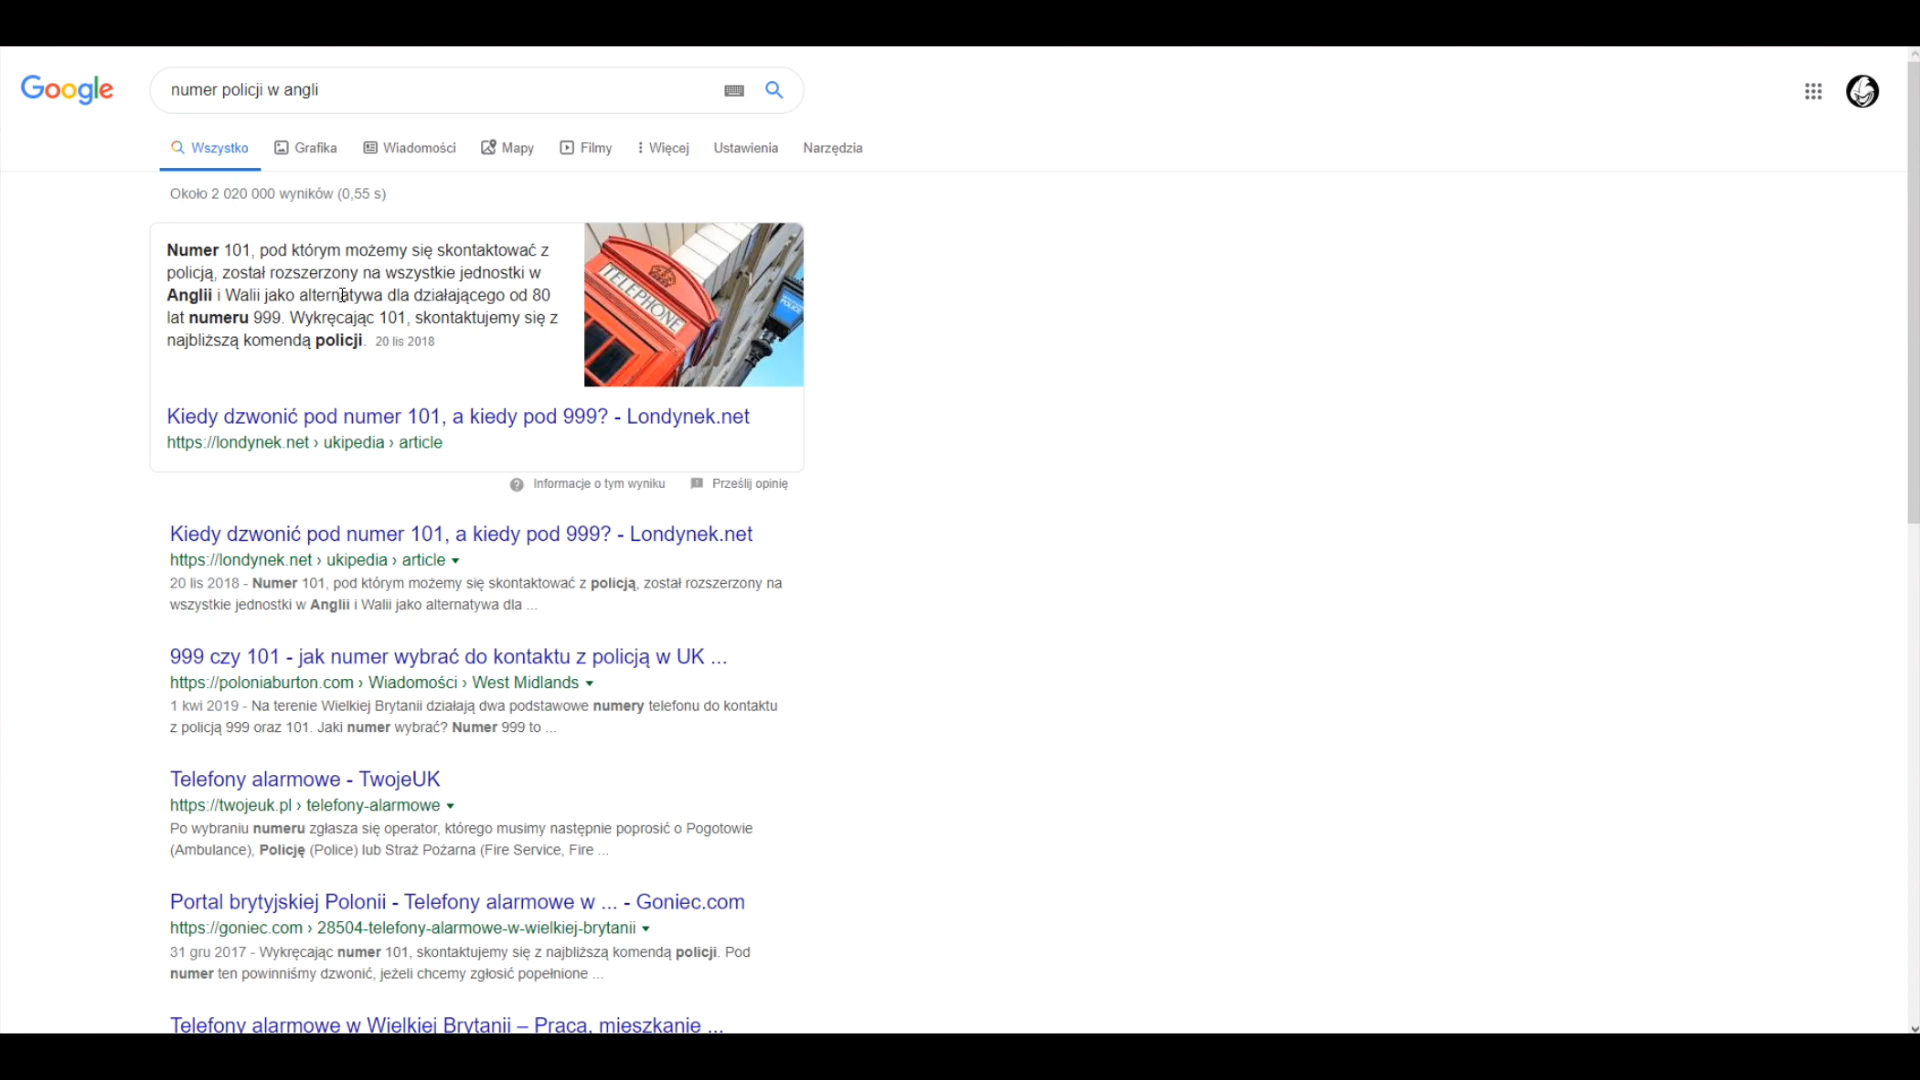 Google
numer policji w angli
Wszystko Grafika Wiadomości Mapy Filmy Więcej Ustawienia Narzędzia
Około 2 020 000 wyników (0,55 s)
Numer 101, pod którym możemy się skontaktować z
policją, został rozszerzony na wszystkie jednostki w
Anglii i Walii jako alternatywa dla działającego od 80
lat numeru 999. Wykręcając 101, skontaktujemy się z
najbliższą komendą policji. 20 lis 2018
TELEPHONE
TELEPHONE
POLICE
Kiedy dzwonić pod numer 101, a kiedy pod 999? - Londynek.net
https://londynek.net › ukipedia › article
Informacje o tym wyniku Prześlij opinię
Kiedy dzwonić pod numer 101, a kiedy pod 999? - Londynek.net
https://londynek.net › ukipedia › article
20 lis 2018 - Numer 101, pod którym możemy się skontaktować z policją, został rozszerzony na
wszystkie jednostki w Anglii i Walii jako alternatywa dla ...
999 czy 101 - jak numer wybrać do kontaktu z policją w UK ...
https://poloniaburton.com › Wiadomości › West Midlands
1 kwi 2019 - Na terenie Wielkiej Brytanii działają dwa podstawowe numery telefonu do kontaktu
z policją 999 oraz 101. Jaki numer wybrać? Numer 999 to ...
Telefony alarmowe - TwojeUK
https://twojeuk.pl › telefony-alarmowe
Po wybraniu numeru zgłasza się operator, którego musimy następnie poprosić o Pogotowie
(Ambulance), Policję (Police) lub Straż Pożarna (Fire Service, Fire ...
Portal brytyjskiej Polonii - Telefony alarmowe w ... - Goniec.com
https://goniec.com › 28504-telefony-alarmowe-w-wielkiej-brytanii
31 gru 2017 - Wykręcając numer 101, skontaktujemy się z najbliższą komendą policji. Pod
numer ten powinniśmy dzwonić, jeżeli chcemy zgłosić popełnione ...
Telefony alarmowe w Wielkiej Brytanii – Praca, mieszkanie ...